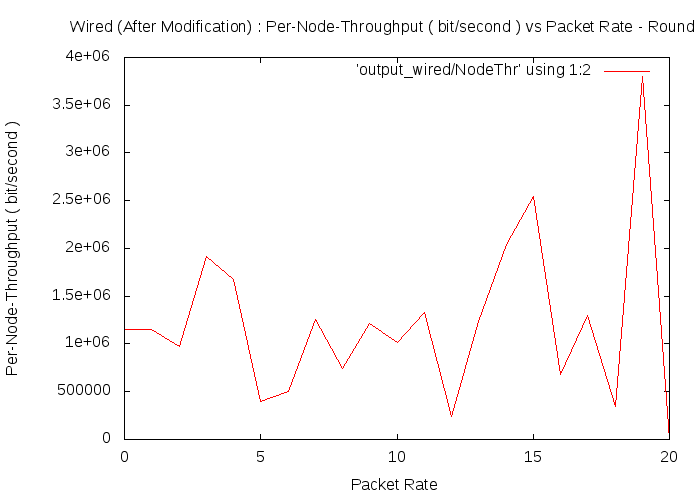 Wired (After Modification) : Per-Node-Throughput ( bit/second ) vs Packet Rate - Round
'output_wired/NodeThr' using 1:2
4e+06
3.5e+06
3e+06
2.5e+06
2e+06
1.5e+06
1e+06
500000
0
Per-Node-Throughput ( bit/second )
0 5 10 15 20
Packet Rate